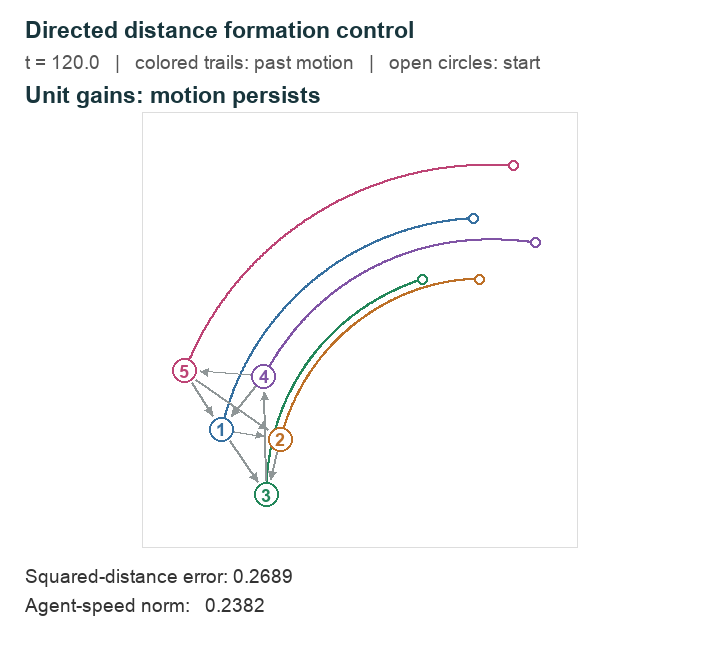 Directed distance formation control
t = 120.0 | colored trails: past motion | open circles: start
Unit gains: motion persists
5
4
1
2
3
Squared-distance error: 0.2689
Agent-speed norm: 0.2382